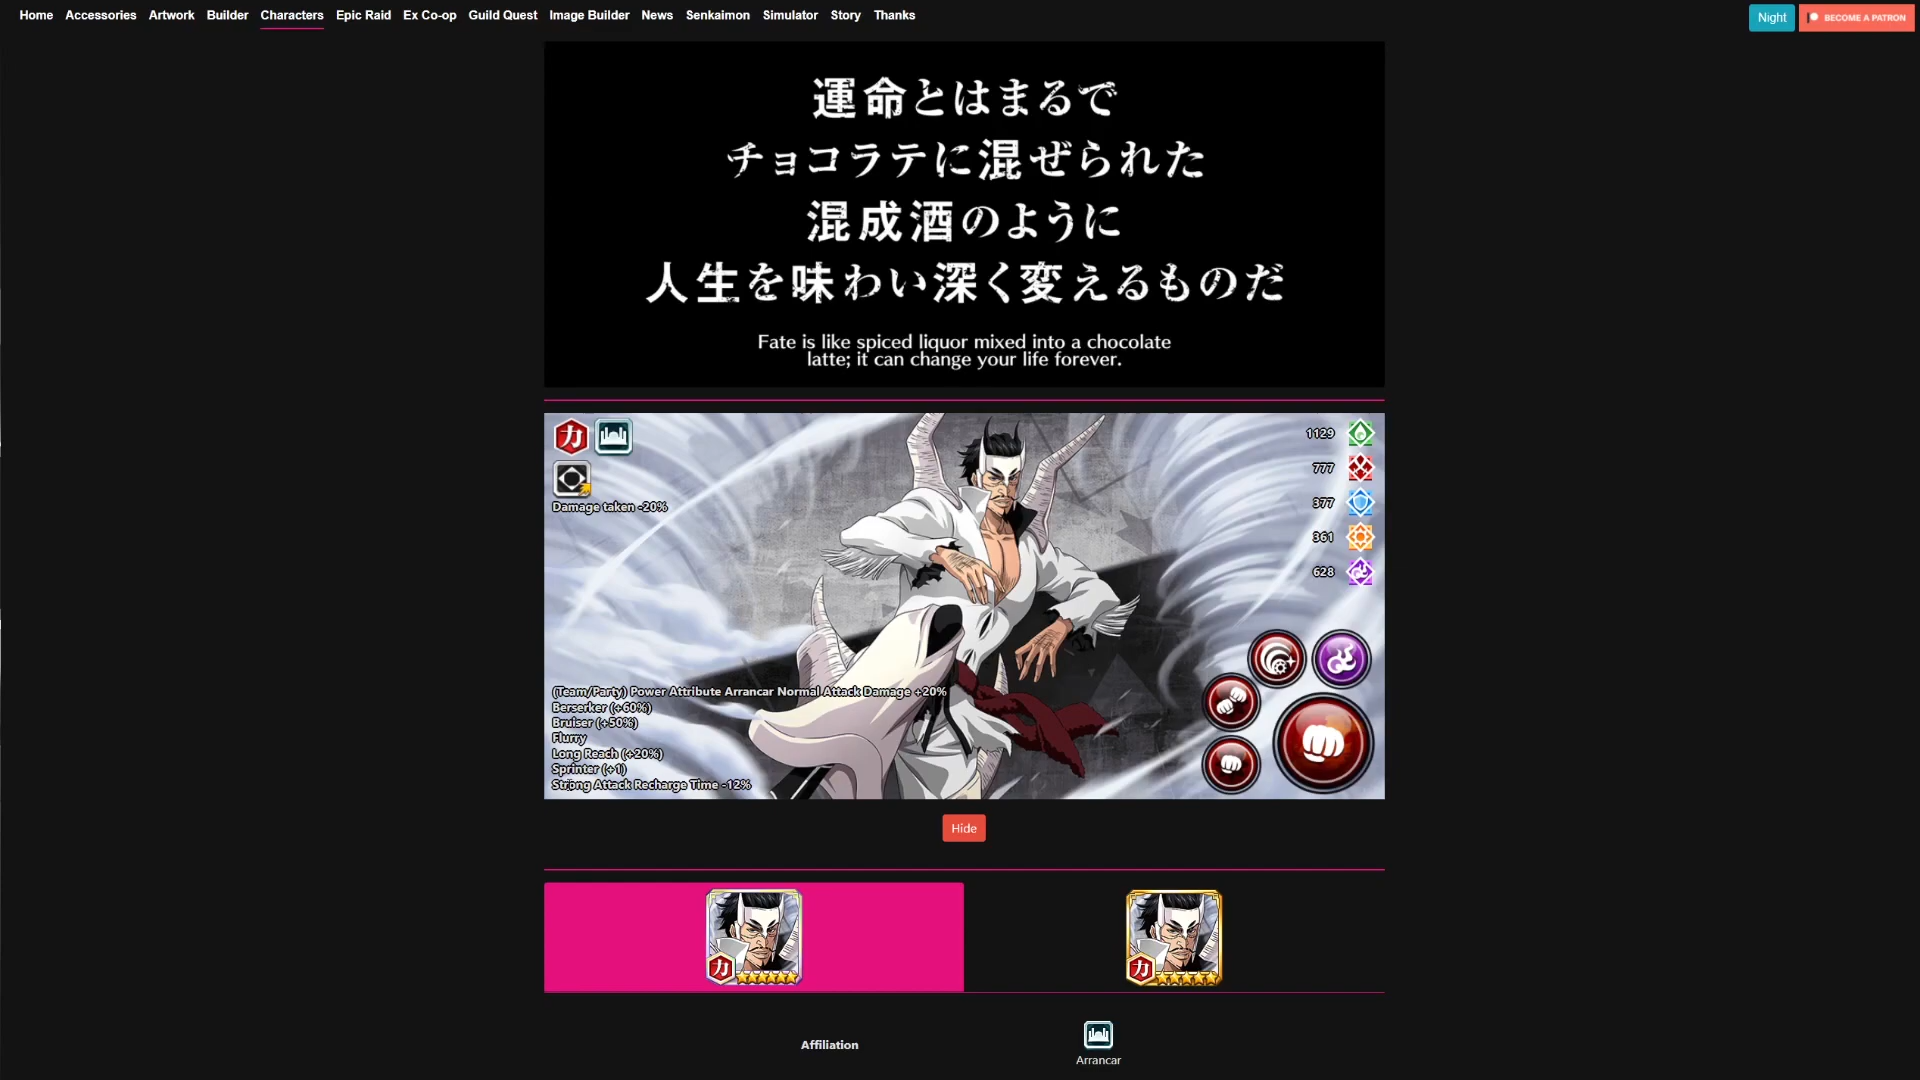 Home Accessories Artwork Builder Characters Epic Raid Ex Co-op Guild Quest Image Builder News Senkaimon Simulator Story Thanks
Night BECOME A PATRON
運命とはまるで
チョコラテに混ぜられた
混成酒のように
人生を味わい深く変えるものだ
Fate is like spiced liquor mixed into a chocolate
latte; it can change your life forever.
力
Damage taken -20%
1129
777
377
361
628
(Team/Party) Power Attribute Arrancar Normal Attack Damage +20%
Berserker (+60%)
Bruiser (+50%)
Flurry
Long Reach (+20%)
Sprinter (+1)
Strong Attack Recharge Time -12%
Hide
力
力
Affiliation
Arrancar